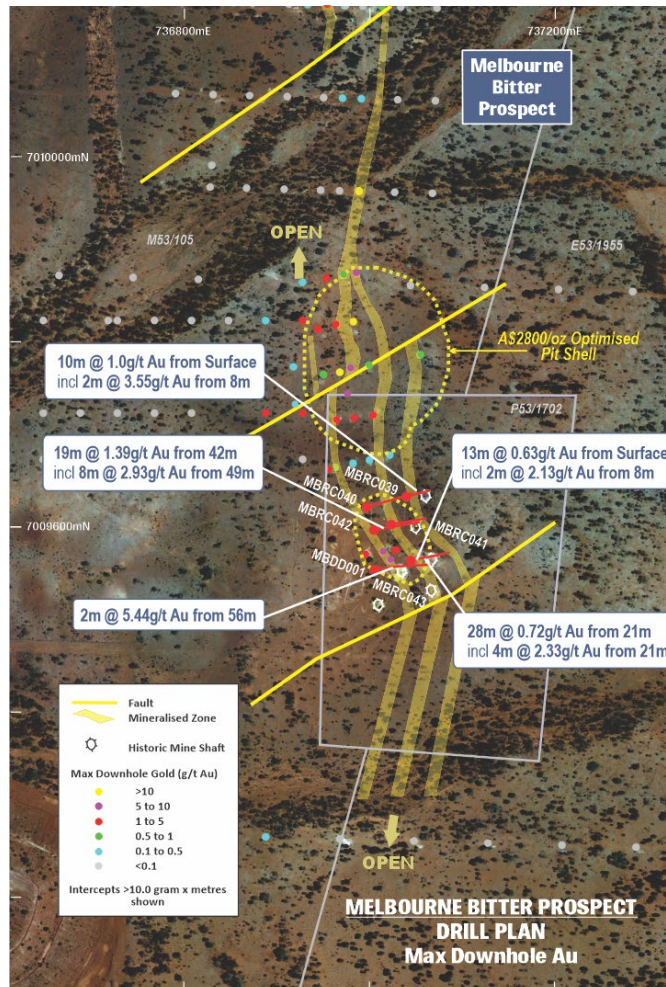 736800mE
737200mE
Melbourne
Bitter
Prospect
7010000mN
OPEN
M53/105
E53/1955
A$2800/oz Optimised
Pit Shell
10m @ 1.0g/t Au from Surface
incl 2m @ 3.55g/t Au from 8m
P53/1702
19m @ 1.39g/t Au from 42m
incl 8m @ 2.93g/t Au from 49m
13m @ 0.63g/t Au from Surface
incl 2m @ 2.13g/t Au from 8m
MBRC039
MBRC040
7009600mN
MBRC042
MBRC041
MBDD001
MBRC043
2m @ 5.44g/t Au from 56m
28m @ 0.72g/t Au from 21m
incl 4m @ 2.33g/t Au from 21m
Fault
Mineralised Zone
Historic Mine Shaft
Max Downhole Gold (g/t Au)
>10
5 to 10
1 to 5
0.5 to 1
0.1 to 0.5
<0.1
Intercepts >10.0 gram x metres
shown
OPEN
MELBOURNE BITTER PROSPECT
DRILL PLAN
Max Downhole Au